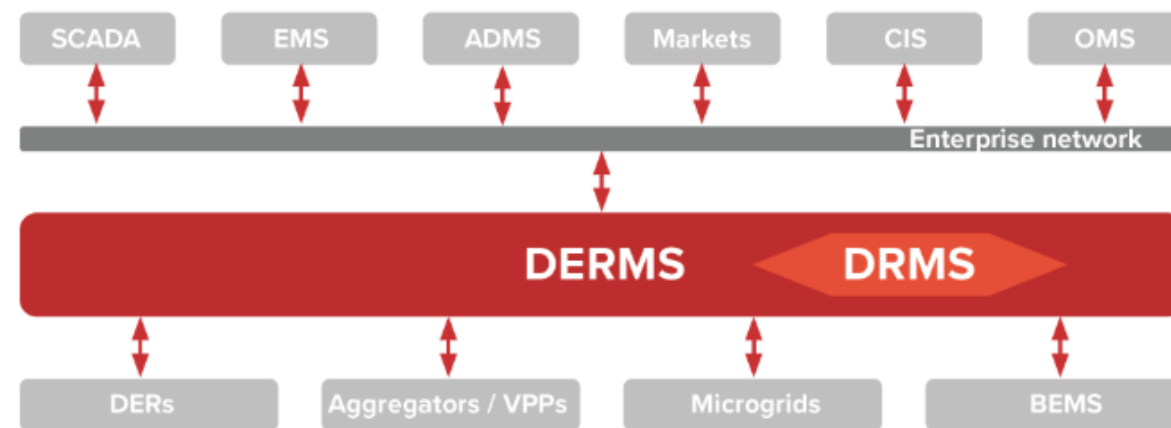 SCADA EMS ADMS Markets CIS OMS
Enterprise network
DERMS DRMS
DERs Aggregators / VPPs Microgrids BEMS